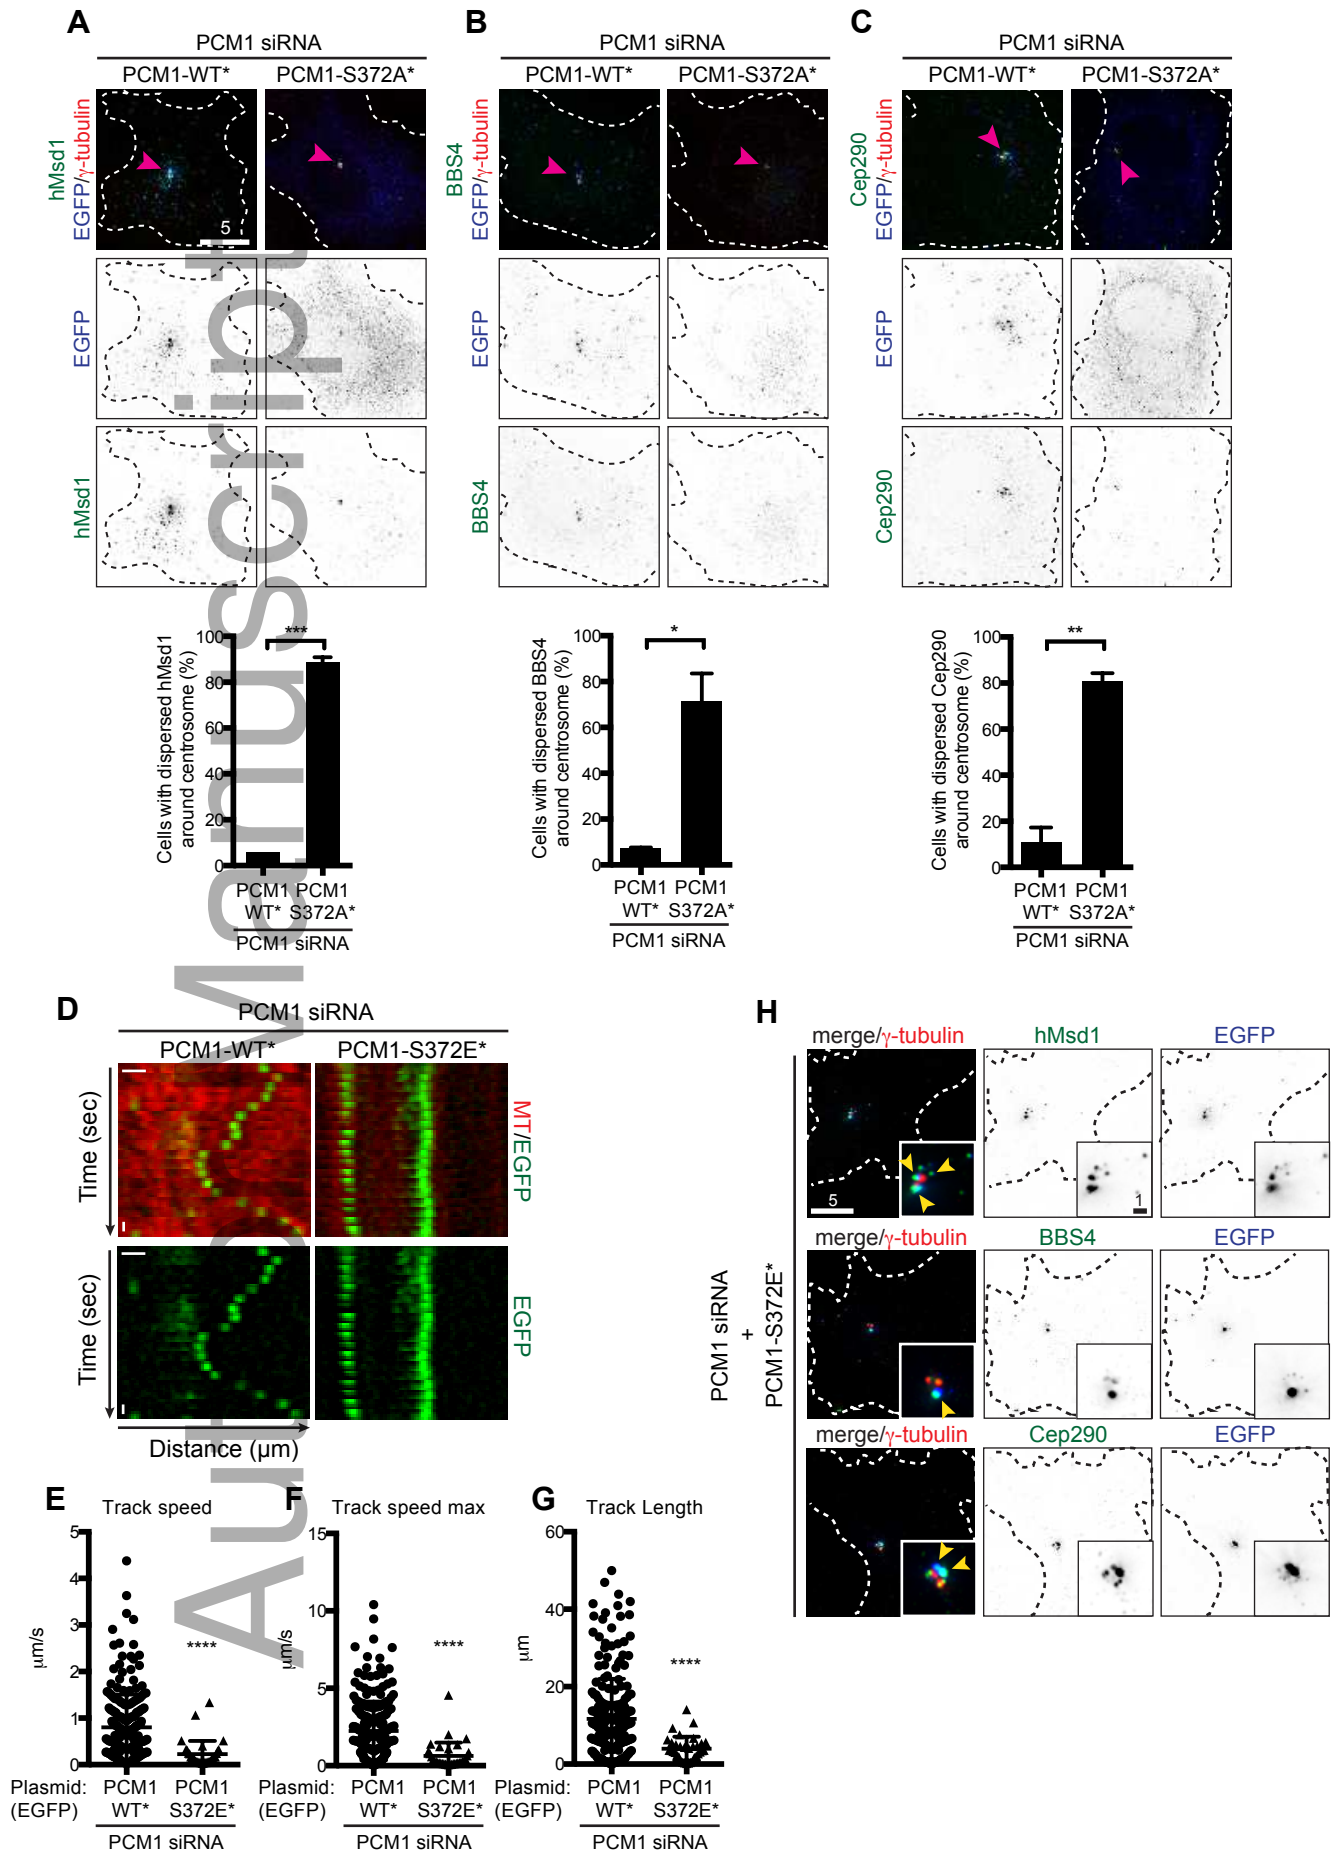 A
PCM1 siRNA
PCM1-WT* PCM1-S372A*
hMsd1
EGFP/γ-tubulin
5
EGFP
hMsd1
Cells with dispersed hMsd1
around centrosome (%)
100
80
60
40
20
0
***
PCM1 PCM1
WT* S372A*
PCM1 siRNA
B
PCM1 siRNA
PCM1-WT* PCM1-S372A*
BBS4
EGFP/γ-tubulin
EGFP
BBS4
Cells with dispersed BBS4
around centrosome (%)
100
80
60
40
20
0
*
PCM1 PCM1
WT* S372A*
PCM1 siRNA
C
PCM1 siRNA
PCM1-WT* PCM1-S372A*
Cep290
EGFP/γ-tubulin
EGFP
Cep290
Cells with dispersed Cep290
around centrosome (%)
100
80
60
40
20
0
**
PCM1 PCM1
WT* S372A*
PCM1 siRNA
D
PCM1 siRNA
PCM1-WT* PCM1-S372E*
Time (sec)
MT/EGFP
Time (sec)
EGFP
Distance (μm)
E
Track speed
μm/s
5
4
3
2
1
0
****
Plasmid: PCM1 PCM1
(EGFP) WT* S372E*
PCM1 siRNA
F
Track speed max
μm/s
15
10
5
0
****
Plasmid: PCM1 PCM1
(EGFP) WT* S372E*
PCM1 siRNA
G
Track Length
μm
60
40
20
0
****
Plasmid: PCM1 PCM1
(EGFP) WT* S372E*
PCM1 siRNA
H
PCM1 siRNA
+
PCM1-S372E*
merge/γ-tubulin hMsd1 EGFP
5
1
merge/γ-tubulin BBS4 EGFP
merge/γ-tubulin Cep290 EGFP
Author Manuscript